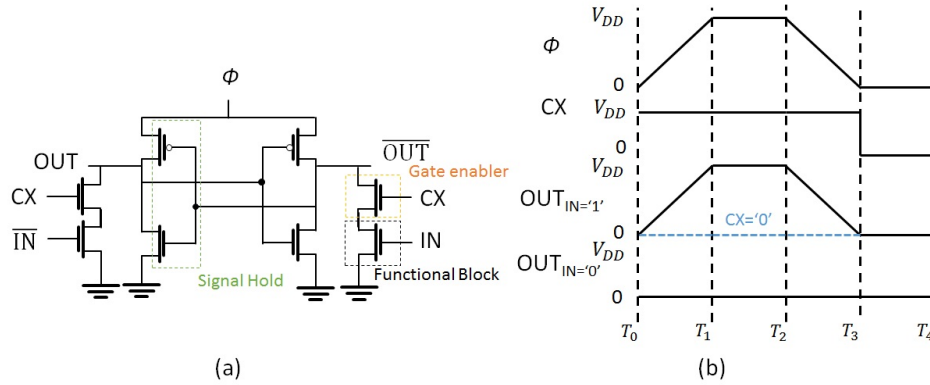 Φ
OUT
CX
IN
Signal Hold
OUT
Gate enabler
CX
IN
Functional Block
(a)
V_DD
Φ
0
CX V_DD
0
V_DD
OUT_IN='1'
CX='0'
0
V_DD
OUT_IN='0'
0
T_0 T_1 T_2 T_3 T_4
(b)